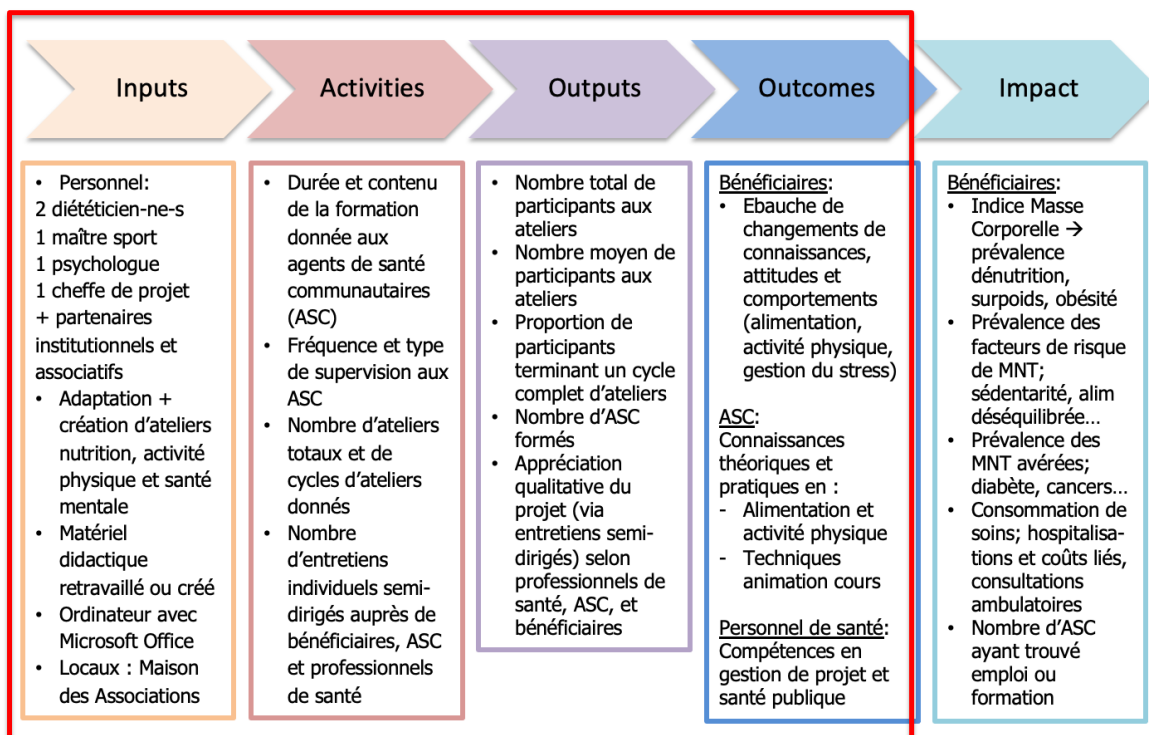 Inputs
Activities
Outputs
Outcomes
Impact
• Personnel:
2 diététicien-ne-s
1 maître sport
1 psychologue
1 cheffe de projet
+ partenaires
institutionnels et
associatifs
• Adaptation +
création d’ateliers
nutrition, activité
physique et santé
mentale
• Matériel
didactique
retravaillé ou créé
• Ordinateur avec
Microsoft Office
• Locaux : Maison
des Associations
• Durée et contenu
de la formation
donnée aux
agents de santé
communautaires
(ASC)
• Fréquence et type
de supervision aux
ASC
• Nombre d’ateliers
totaux et de
cycles d’ateliers
donnés
• Nombre
d’entretiens
individuels semi-
dirigés auprès de
bénéficiaires, ASC
et professionnels
de santé
• Nombre total de
participants aux
ateliers
• Nombre moyen de
participants aux
ateliers
• Proportion de
participants
terminant un cycle
complet d’ateliers
• Nombre d’ASC
formés
• Appréciation
qualitative du
projet (via
entretiens semi-
dirigés) selon
professionnels de
santé, ASC, et
bénéficiaires
Bénéficiaires:
• Ebauche de
changements de
connaissances,
attitudes et
comportements
(alimentation,
activité physique,
gestion du stress)
ASC:
Connaissances
théoriques et
pratiques en :
- Alimentation et
activité physique
- Techniques
animation cours
Personnel de santé:
Compétences en
gestion de projet et
santé publique
Bénéficiaires:
• Indice Masse
Corporelle →
prévalence
dénutrition,
surpoids, obésité
• Prévalence des
facteurs de risque
de MNT;
sédentarité, alim
déséquilibrée…
• Prévalence des
MNT avérées;
diabète, cancers…
• Consommation de
soins; hospitalisa-
tions et coûts liés,
consultations
ambulatoires
• Nombre d’ASC
ayant trouvé
emploi ou
formation